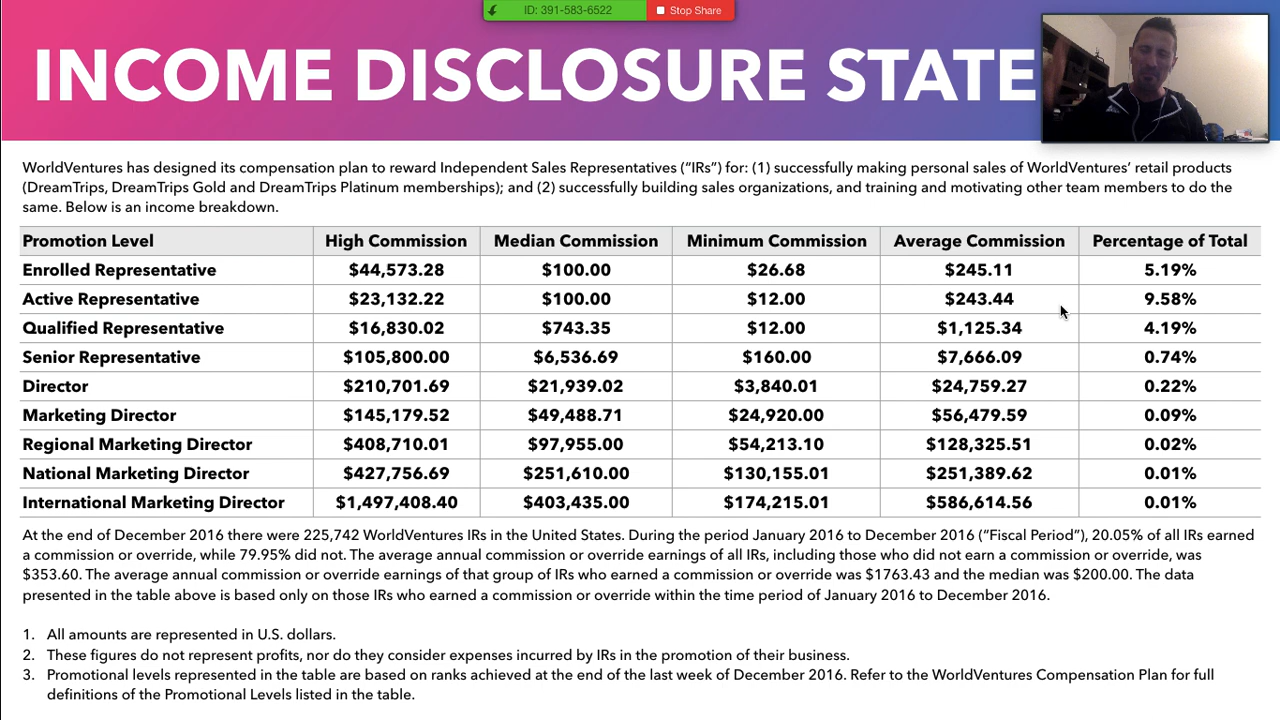 ID: 391-583-6522 Stop Share
INCOME DISCLOSURE STATE
WorldVentures has designed its compensation plan to reward Independent Sales Representatives (“IRs”) for: (1) successfully making personal sales of WorldVentures’ retail products
(DreamTrips, DreamTrips Gold and DreamTrips Platinum memberships); and (2) successfully building sales organizations, and training and motivating other team members to do the
same. Below is an income breakdown.
Promotion Level High Commission Median Commission Minimum Commission Average Commission Percentage of Total
Enrolled Representative $44,573.28 $100.00 $26.68 $245.11 5.19%
Active Representative $23,132.22 $100.00 $12.00 $243.44 9.58%
Qualified Representative $16,830.02 $743.35 $12.00 $1,125.34 4.19%
Senior Representative $105,800.00 $6,536.69 $160.00 $7,666.09 0.74%
Director $210,701.69 $21,939.02 $3,840.01 $24,759.27 0.22%
Marketing Director $145,179.52 $49,488.71 $24,920.00 $56,479.59 0.09%
Regional Marketing Director $408,710.01 $97,955.00 $54,213.10 $128,325.51 0.02%
National Marketing Director $427,756.69 $251,610.00 $130,155.01 $251,389.62 0.01%
International Marketing Director $1,497,408.40 $403,435.00 $174,215.01 $586,614.56 0.01%
At the end of December 2016 there were 225,742 WorldVentures IRs in the United States. During the period January 2016 to December 2016 (“Fiscal Period”), 20.05% of all IRs earned
a commission or override, while 79.95% did not. The average annual commission or override earnings of all IRs, including those who did not earn a commission or override, was
$353.60. The average annual commission or override earnings of that group of IRs who earned a commission or override was $1763.43 and the median was $200.00. The data
presented in the table above is based only on those IRs who earned a commission or override within the time period of January 2016 to December 2016.
1. All amounts are represented in U.S. dollars.
2. These figures do not represent profits, nor do they consider expenses incurred by IRs in the promotion of their business.
3. Promotional levels represented in the table are based on ranks achieved at the end of the last week of December 2016. Refer to the WorldVentures Compensation Plan for full
definitions of the Promotional Levels listed in the table.